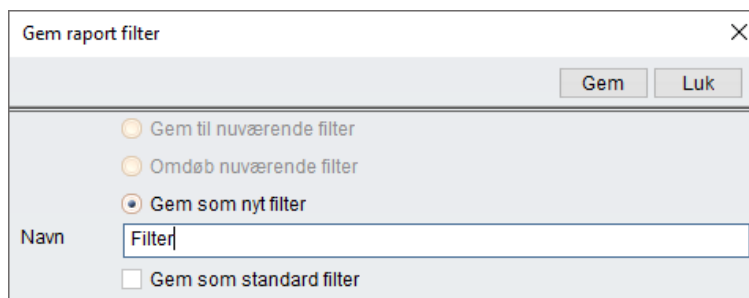 Gem raport filter
Gem Luk
Gem til nuværende filter
Omdøb nuværende filter
Gem som nyt filter
Navn Filter
Gem som standard filter